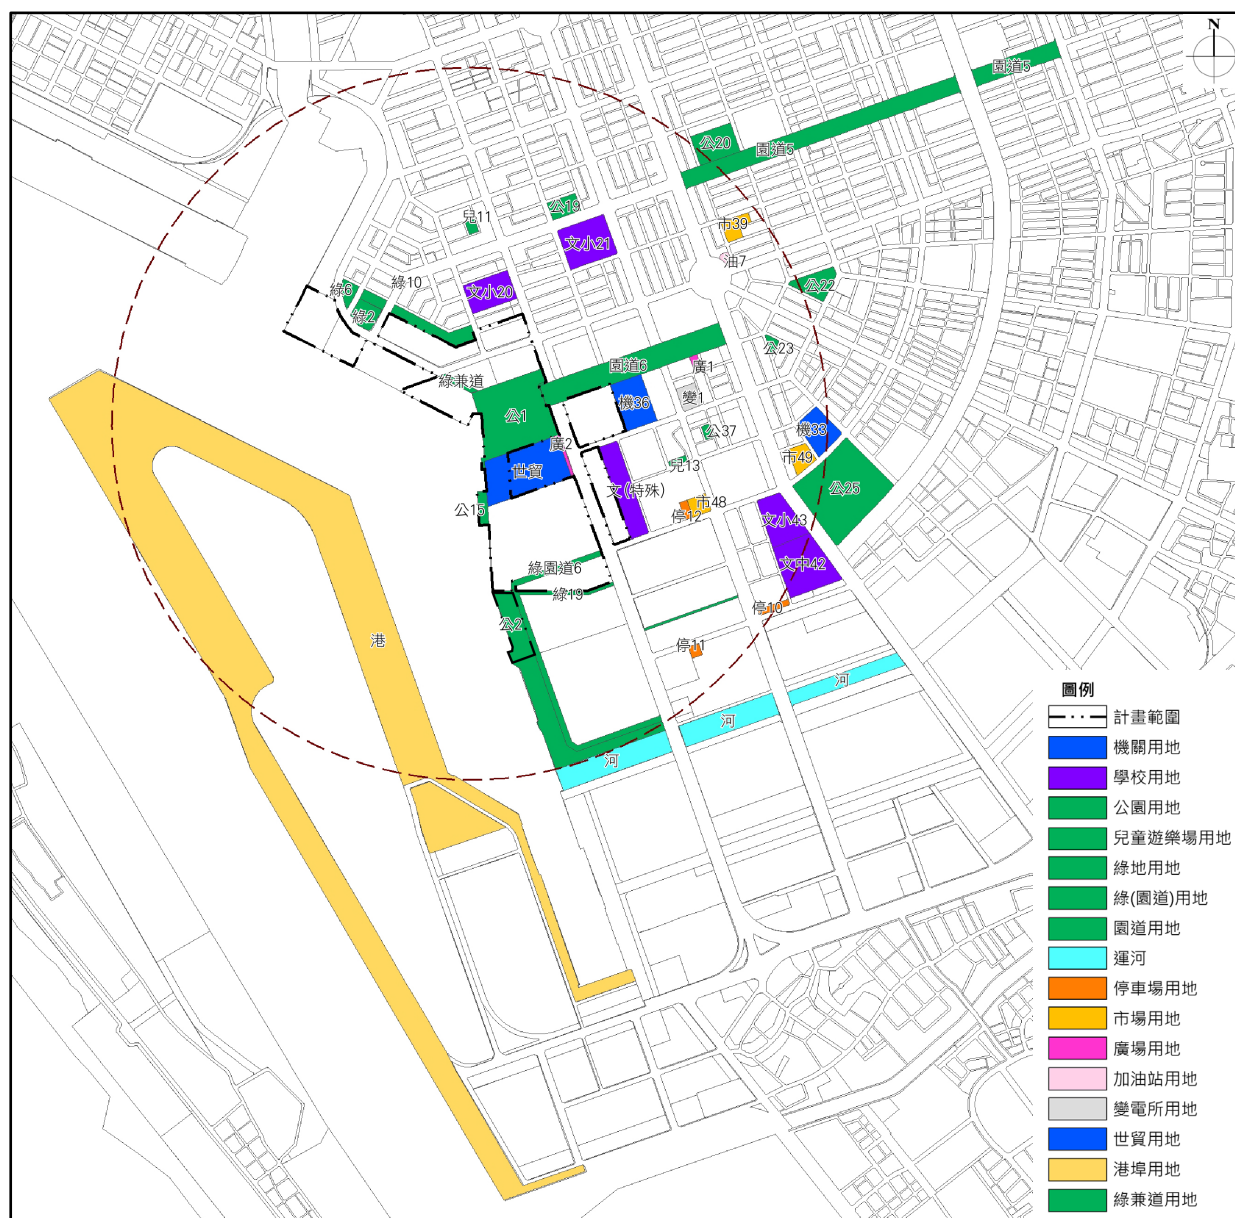 N
園道5
公20
園道5
公19
兒11
市39
文小21
油7
綠10
公22
綠6
文小20
綠2
公23
園道6
廣1
綠兼道
變1
公1
機36
機33
公37
廣2
市49
兒13
世貿
公25
文(特殊)
市48
公15
停12
文小43
文中42
綠園道6
綠19
停10
公2
港
停11
河
河
河
圖例
計畫範圍
機關用地
學校用地
公園用地
兒童遊樂場用地
綠地用地
綠(園道)用地
園道用地
運河
停車場用地
市場用地
廣場用地
加油站用地
變電所用地
世貿用地
港埠用地
綠兼道用地